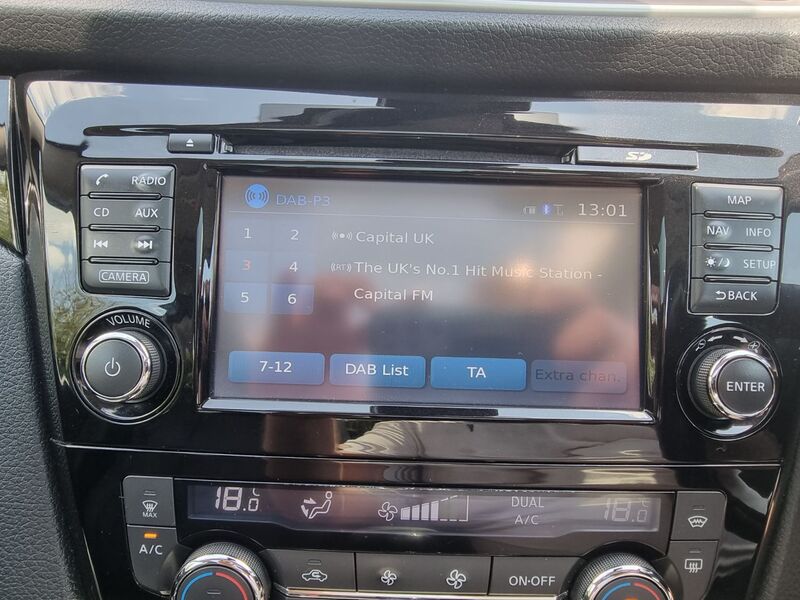 RADIO
CD AUX
CAMERA
VOLUME
SD
DAB-P3
13:01
1 2
Capital UK
3 4
(RT) The UK's No.1 Hit Music Station -
Capital FM
5 6
7-12
DAB List
TA
Extra chan.
MAP
NAV INFO
SETUP
BACK
ENTER
MAX
A/C
18.0°C
DUAL
A/C
18.0°C
ON·OFF